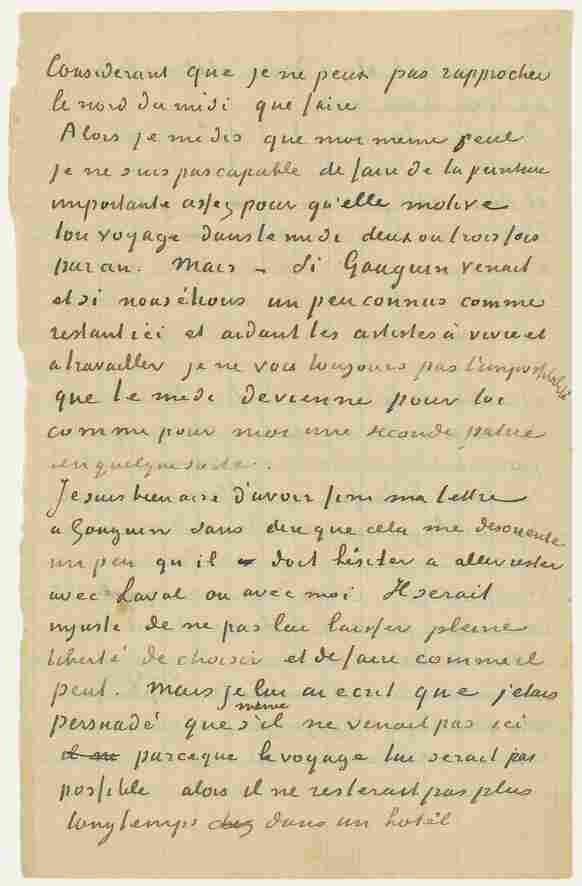 Considerant que je ne peux pas rapprocher
le nord du midi que faire
Alors je me dis que moi meme seul
je ne suis pas capable de faire de la peinture
importante assez pour qu'elle motive
ton voyage dans le midi deux ou trois fois
par an. Mais – si Gauguin venait
et si nous étions un peu connus comme
restant ici et aidant les artistes à vivre et
à travailler je ne vois toujours pas l'impossibilité
que le midi devienne pour toi
comme pour moi une seconde patrie
en quelque sorte.
Je suis bien aise d'avoir fini ma lettre
a Gauguin sans dire que cela me desoriente
un peu qu'il doit hésiter a aller rester
avec Laval ou avec moi Il serait
injuste de ne pas lui laisser pleine
liberté de choisir et de faire comme il
peut. Mais je lui ai ecrit que j'etais
persuadé que même s'il ne venait pas ici
il ne parceque le voyage lui serait pas
possible alors il ne resterait pas plus
longtemps chez dans un hotêl